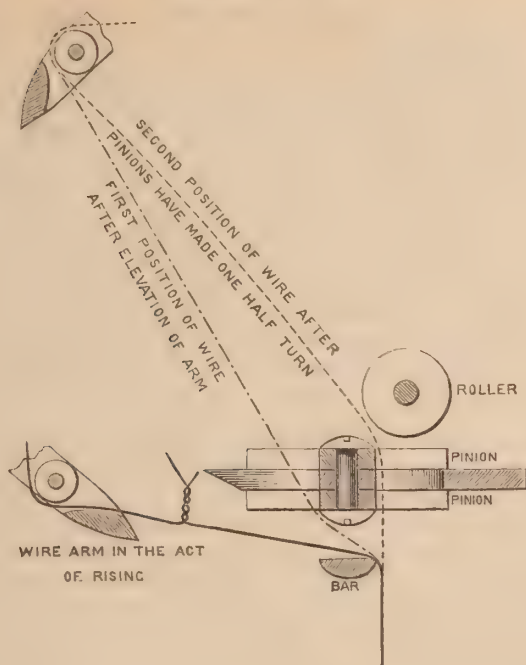 SECOND POSITION OF WIRE AFTER
PINIONS HAVE MADE ONE HALF TURN
FIRST POSITION OF WIRE
AFTER ELEVATION OF ARM
ROLLER
PINION
PINION
WIRE ARM IN THE ACT
OF RISING
BAR